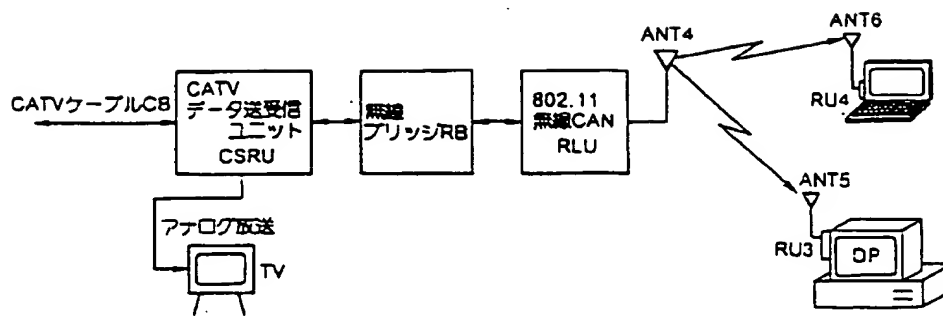 CATVケーブルCB
CATV
データ送受信
ユニット
CSRU
アナログ放送
TV
無線
ブリッジRB
802.11
無線CAN
RLU
ANT4
ANT6
RU4
ANT5
RU3
DP